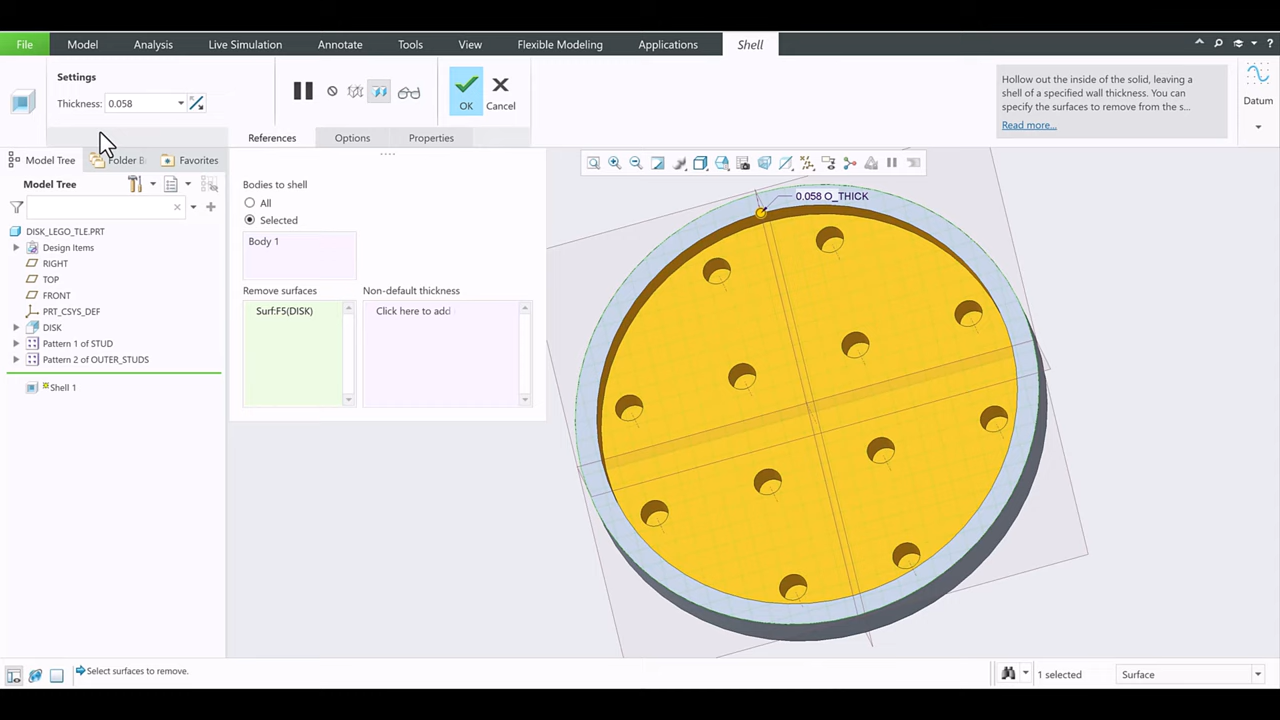 File Model Analysis Live Simulation Annotate Tools View Flexible Modeling Applications Shell
Settings
Thickness: 0.058
OK Cancel
Hollow out the inside of the solid, leaving a
shell of a specified wall thickness. You can
specify the surfaces to remove from the s...
Read more...
Datum
References Options Properties
Model Tree Folder B Favorites
Model Tree
DISK_LEGO_TLE.PRT
Design Items
RIGHT
TOP
FRONT
PRT_CSYS_DEF
DISK
Pattern 1 of STUD
Pattern 2 of OUTER_STUDS
Shell 1
Bodies to shell
All
Selected
Body 1
Remove surfaces Non-default thickness
Surf:F5(DISK) Click here to add
0.058 O_THICK
Select surfaces to remove.
1 selected Surface